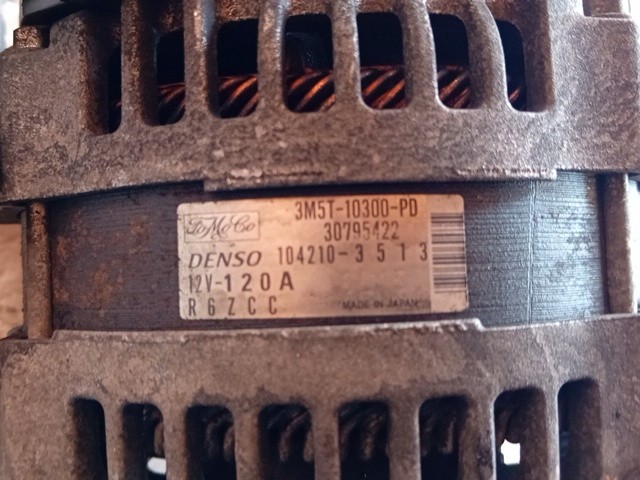 FoMoCo
3M5T-10300-PD
30795422
DENSO 104210-3513
12V-120A
R6ZCC
MADE IN JAPAN